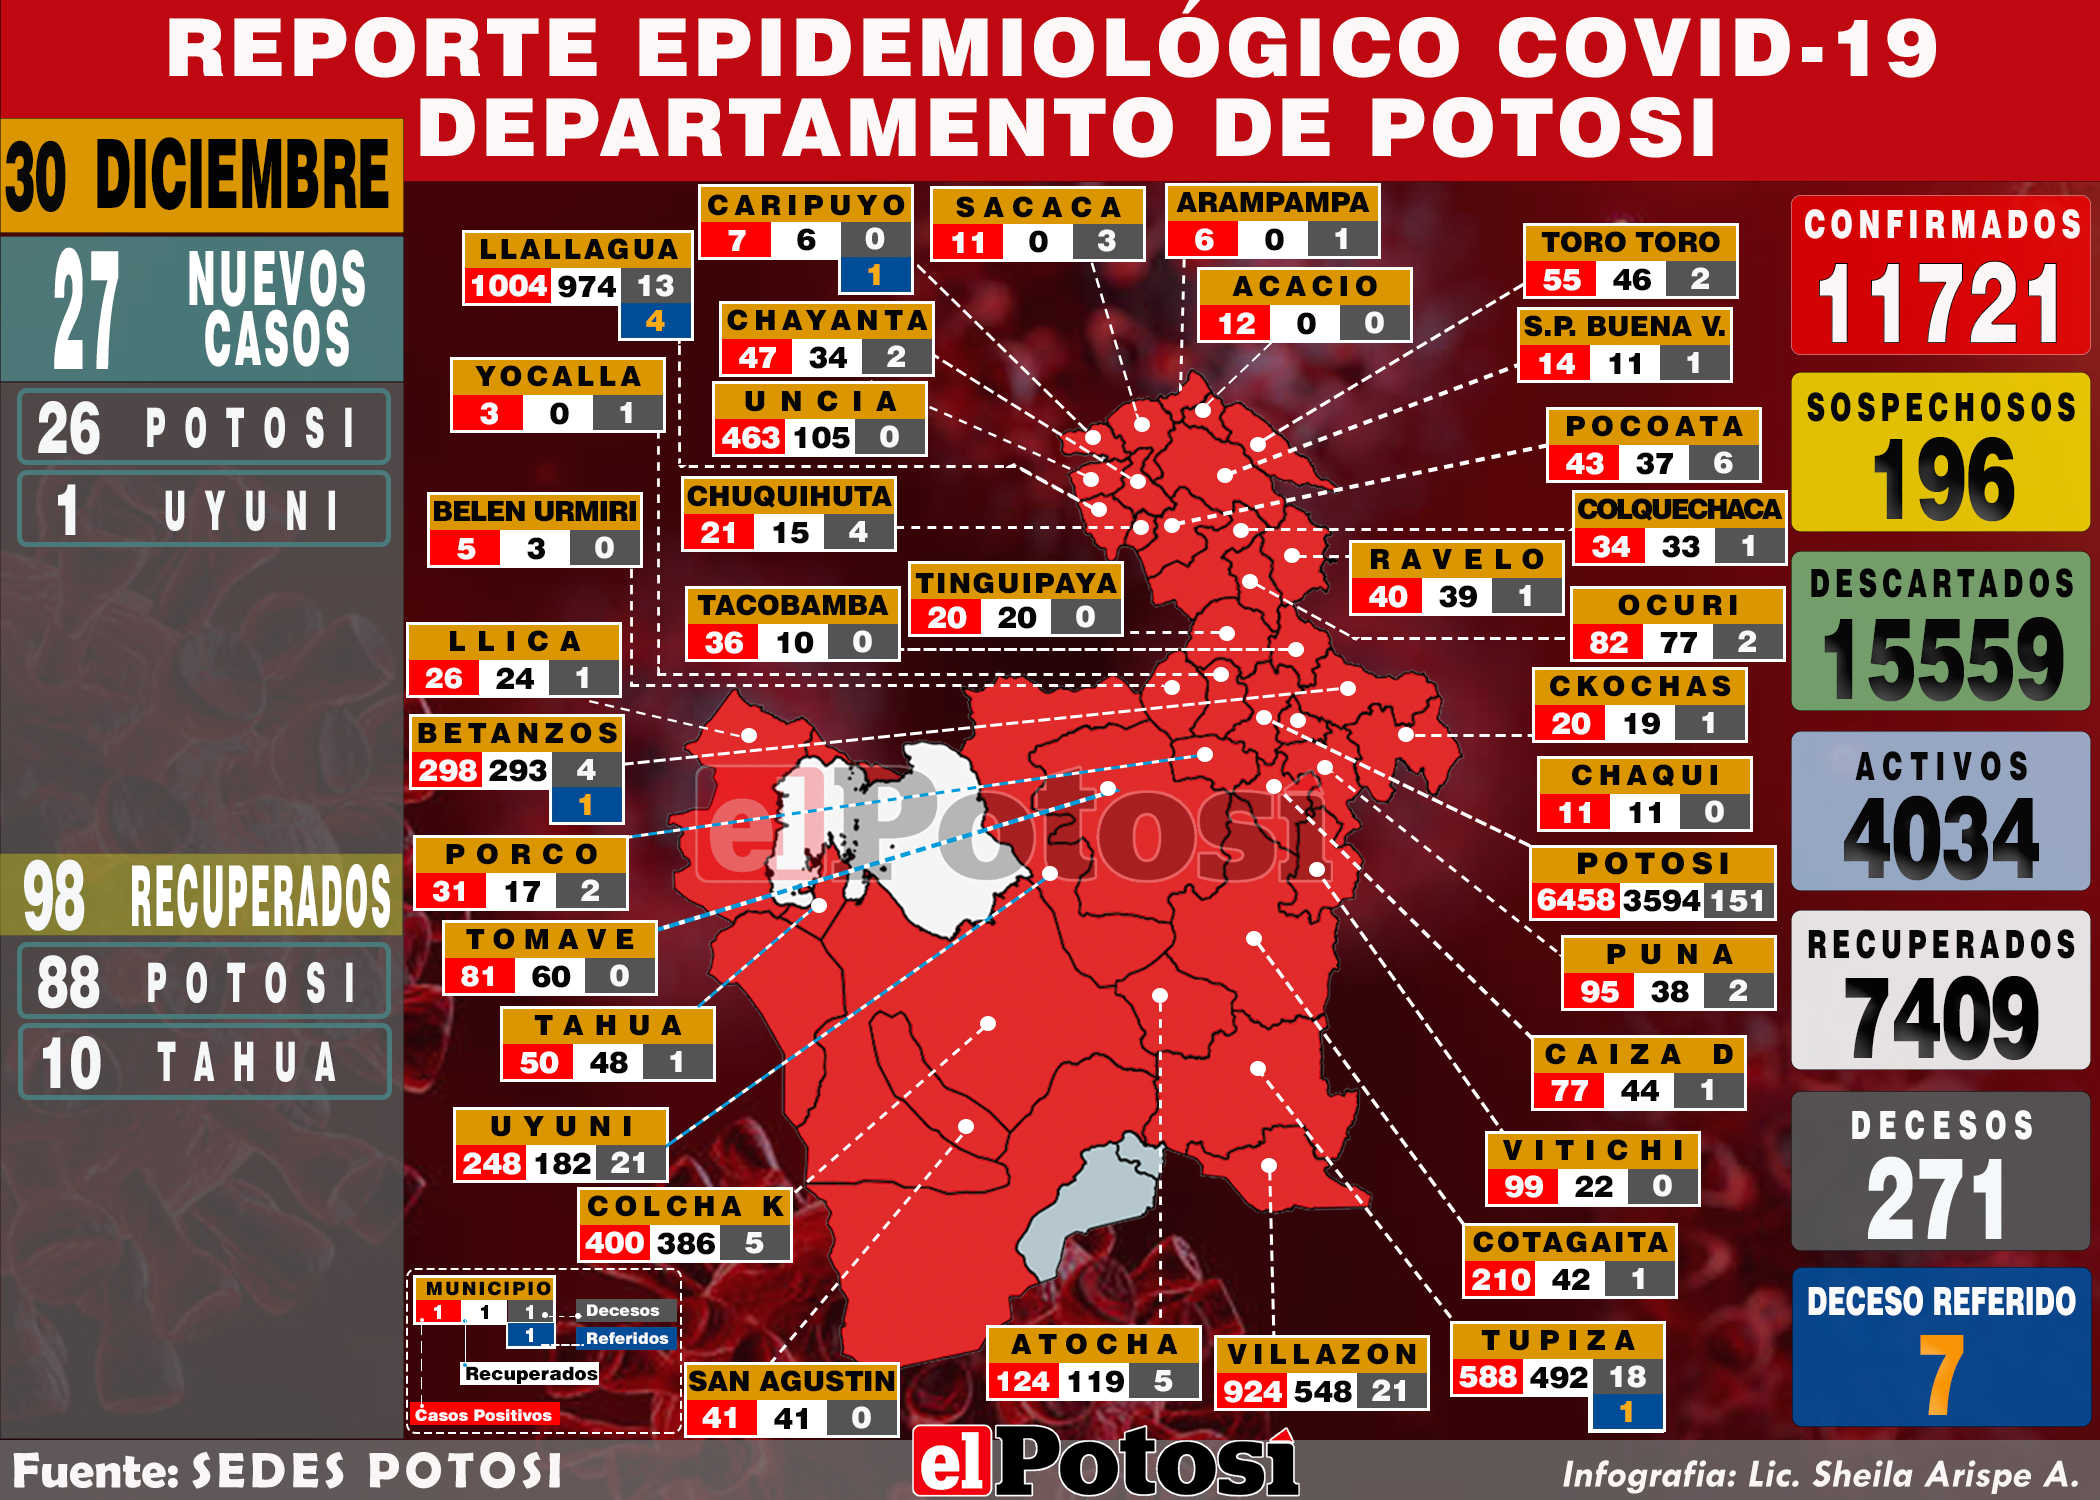 REPORTE EPIDEMIOLÓGICO COVID-19
DEPARTAMENTO DE POTOSI
30 DICIEMBRE
27 NUEVOS
CASOS
26 POTOSI
1 UYUNI
98 RECUPERADOS
88 POTOSI
10 TAHUA
LLALLAGUA
1004 974 13
4
CARIPUYO
7 6 0
1
SACACA
11 0 3
ARAMPAMPA
6 0 1
ACACIO
12 0 0
TORO TORO
55 46 2
S.P. BUENA V.
14 11 1
CHAYANTA
47 34 2
YOCALLA
3 0 1
UNCIA
463 105 0
POCOATA
43 37 6
BELEN URMIRI
5 3 0
CHUQUIHUTA
21 15 4
COLQUECHACA
34 33 1
RAVELO
40 39 1
TINGUIPAYA
20 20 0
TACOBAMBA
36 10 0
OCURI
82 77 2
LLICA
26 24 1
CKOCHAS
20 19 1
BETANZOS
298 293 4
1
CHAQUI
11 11 0
PORCO
31 17 2
POTOSI
6458 3594 151
TOMAVE
81 60 0
PUNA
95 38 2
TAHUA
50 48 1
CAIZA D
77 44 1
UYUNI
248 182 21
VITICHI
99 22 0
COLCHA K
400 386 5
COTAGAITA
210 42 1
SAN AGUSTIN
41 41 0
ATOCHA
124 119 5
VILLAZON
924 548 21
TUPIZA
588 492 18
1
el Potosí
MUNICIPIO
1 1 1 Decesos
1 Referidos
Recuperados
Casos Positivos
CONFIRMADOS
11721
SOSPECHOSOS
196
DESCARTADOS
15559
ACTIVOS
4034
RECUPERADOS
7409
DECESOS
271
DECESO REFERIDO
7
Fuente: SEDES POTOSI
el Potosí
Infografia: Lic. Sheila Arispe A.